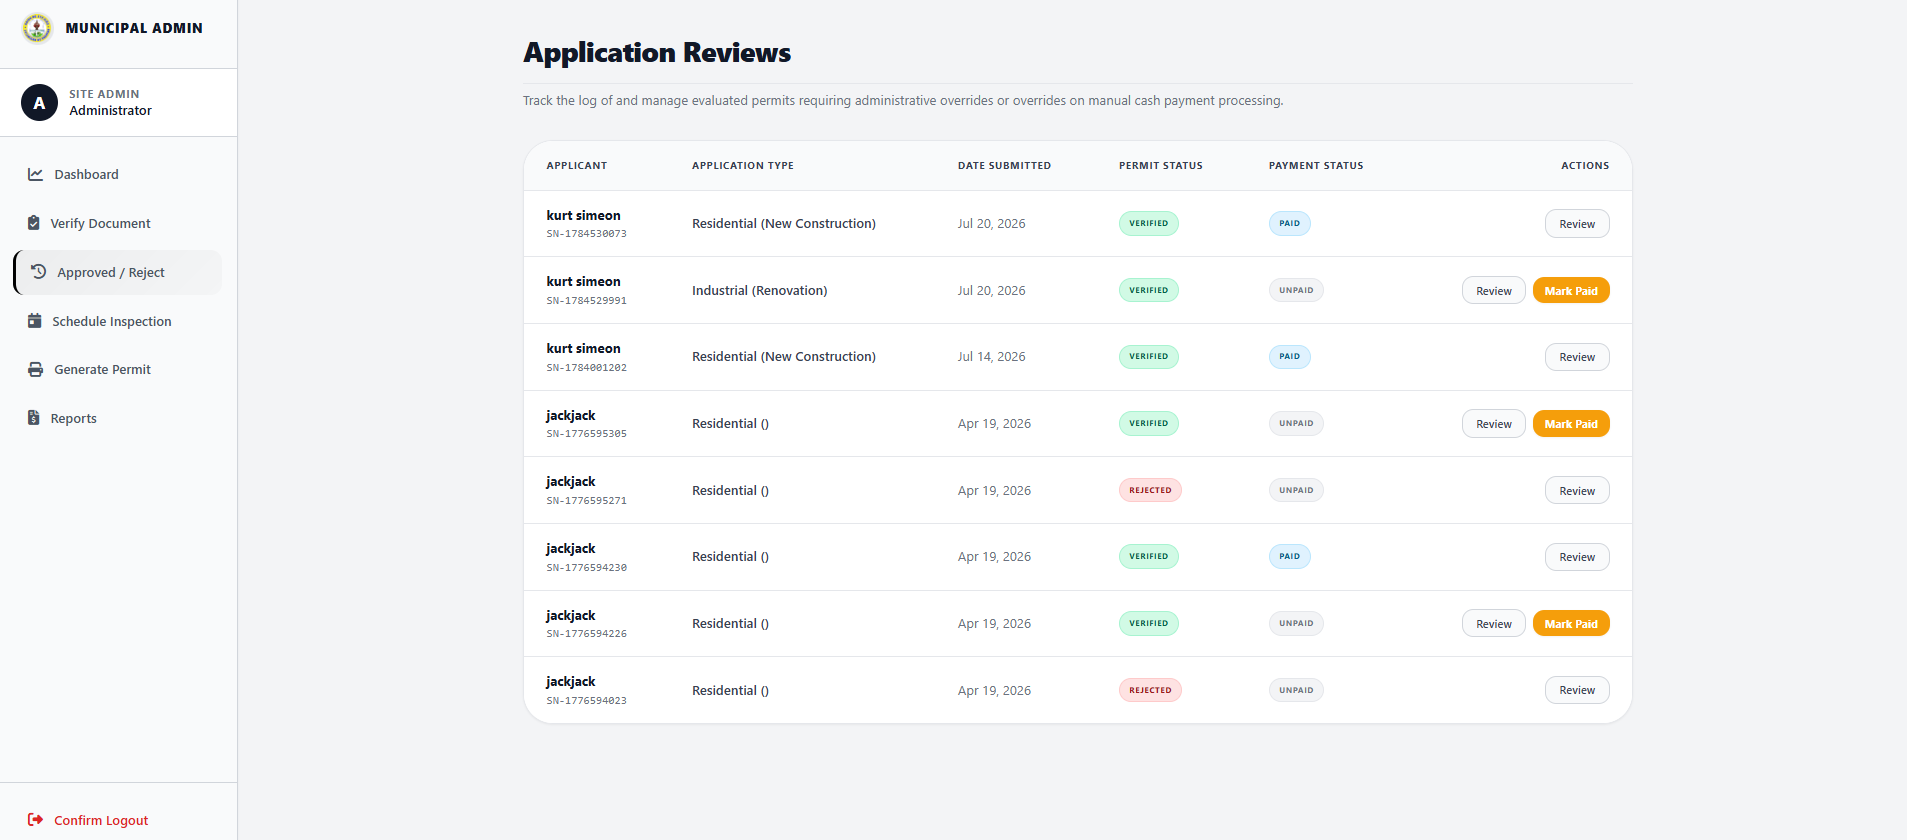 MUNICIPAL ADMIN
A
SITE ADMIN
Administrator
Dashboard
Verify Document
Approved / Reject
Schedule Inspection
Generate Permit
Reports
Confirm Logout
Application Reviews
Track the log of and manage evaluated permits requiring administrative overrides or overrides on manual cash payment processing.
APPLICANT APPLICATION TYPE DATE SUBMITTED PERMIT STATUS PAYMENT STATUS ACTIONS
kurt simeon
SN-1784530073
Residential (New Construction) Jul 20, 2026 VERIFIED PAID Review
kurt simeon
SN-1784529991
Industrial (Renovation) Jul 20, 2026 VERIFIED UNPAID Review Mark Paid
kurt simeon
SN-1784001202
Residential (New Construction) Jul 14, 2026 VERIFIED PAID Review
jackjack
SN-1776595305
Residential () Apr 19, 2026 VERIFIED UNPAID Review Mark Paid
jackjack
SN-1776595271
Residential () Apr 19, 2026 REJECTED UNPAID Review
jackjack
SN-1776594230
Residential () Apr 19, 2026 VERIFIED PAID Review
jackjack
SN-1776594226
Residential () Apr 19, 2026 VERIFIED UNPAID Review Mark Paid
jackjack
SN-1776594023
Residential () Apr 19, 2026 REJECTED UNPAID Review